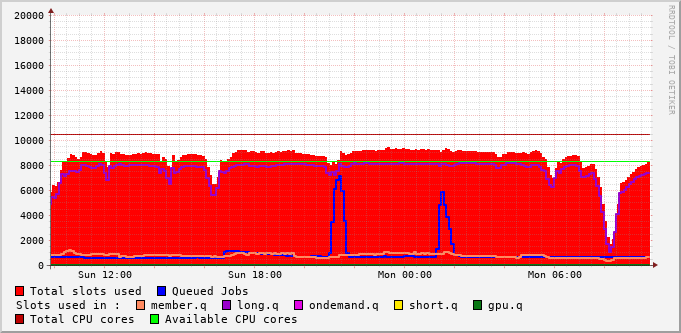 20000
18000
16000
14000
12000
10000
8000
6000
4000
2000
0
Sun 12:00 Sun 18:00 Mon 00:00 Mon 06:00
Total slots used Queued Jobs
Slots used in : member.q long.q ondemand.q short.q gpu.q
Total CPU cores Available CPU cores
RRDTOOL / TOBI OETIKER